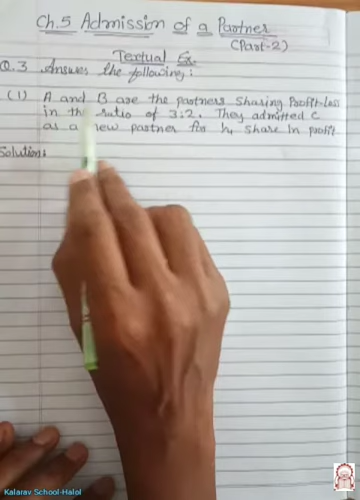 Ch.5 Admission of a Partner
(Part-2)
Textual Ex.
Q.3 Answer the following:
(1) A and B are the partners sharing Profit-Loss
in the ratio of 3:2. They admitted C
as a new partner for 1/4 share in profit
Solution:
Kalarav School-Halol